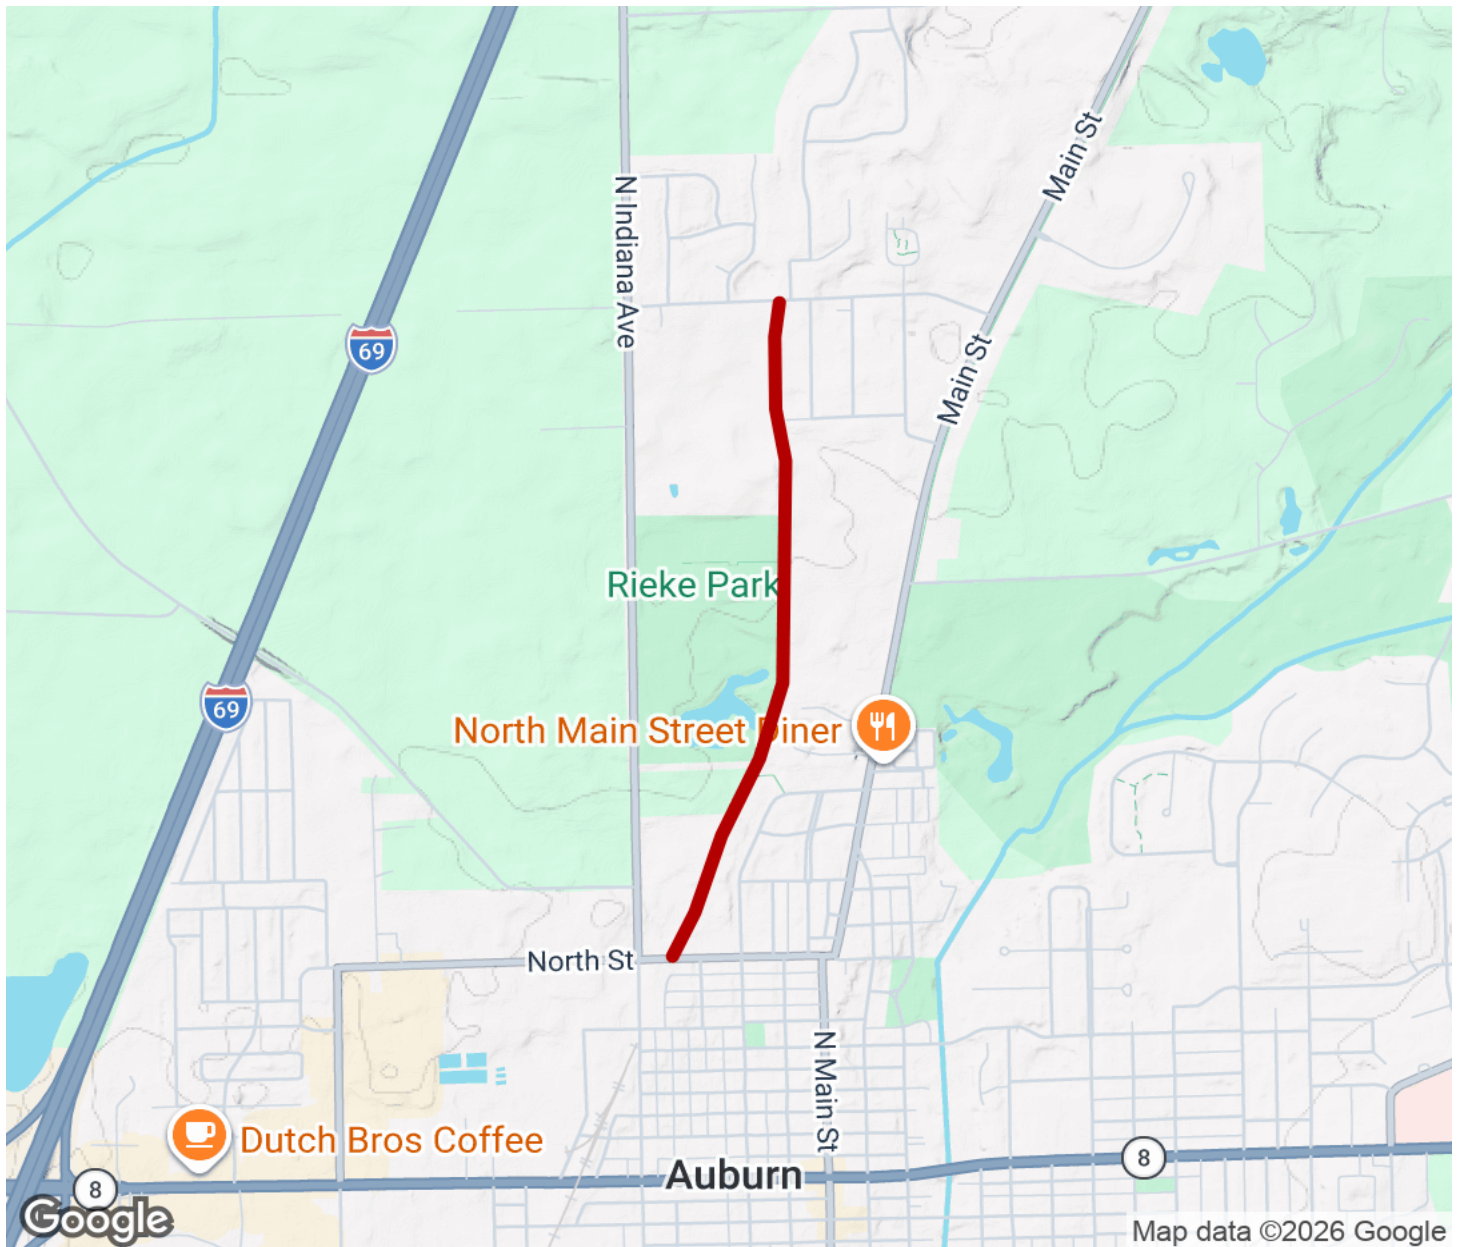 Main St
N Indiana Ave
69
Main St
Rieke Park
69
North Main Street Diner
North St
N Main St
Dutch Bros Coffee
8
Auburn
8
Google
Map data ©2026 Google